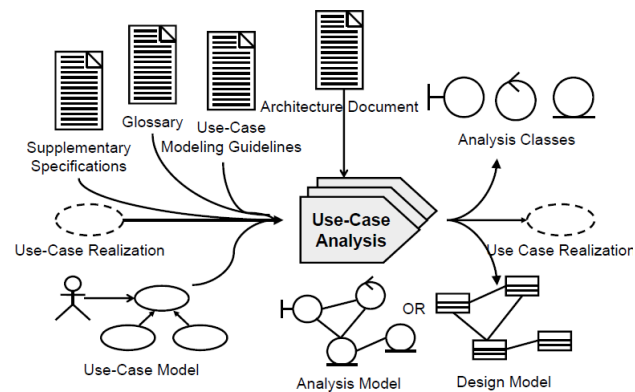 Glossary
Supplementary
Specifications
Use-Case
Modeling Guidelines
Architecture Document
Analysis Classes
Use-Case Realization
Use-Case
Analysis
Use Case Realization
Use-Case Model
Analysis Model
OR
Design Model